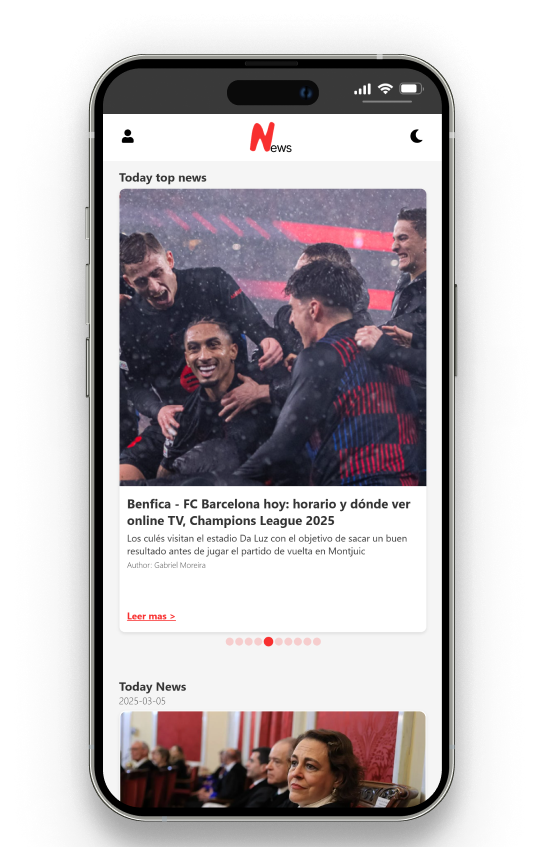 News
Today top news
Benfica - FC Barcelona hoy: horario y dónde ver
online TV, Champions League 2025
Los culés visitan el estadio Da Luz con el objetivo de sacar un buen
resultado antes de jugar el partido de vuelta en Montjuic
Author: Gabriel Moreira
Leer mas >
Today News
2025-03-05